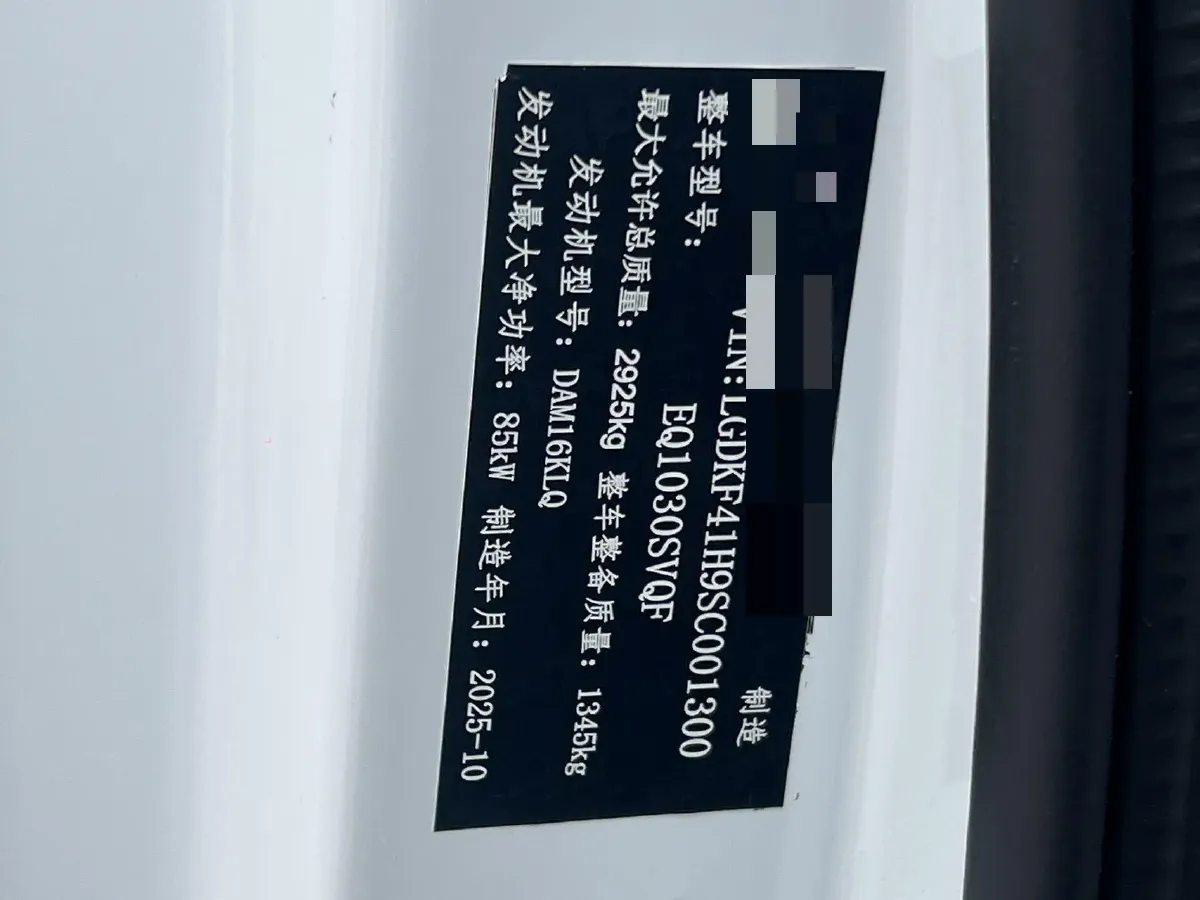 制造
VIN:LGDKF41H9SC001300
整车型号: EQ1030SVQF
最大允许总质量: 2925kg 整车整备质量: 1345kg
发动机型号: DAM16KLQ
发动机最大净功率: 85kW 制造年月: 2025-10